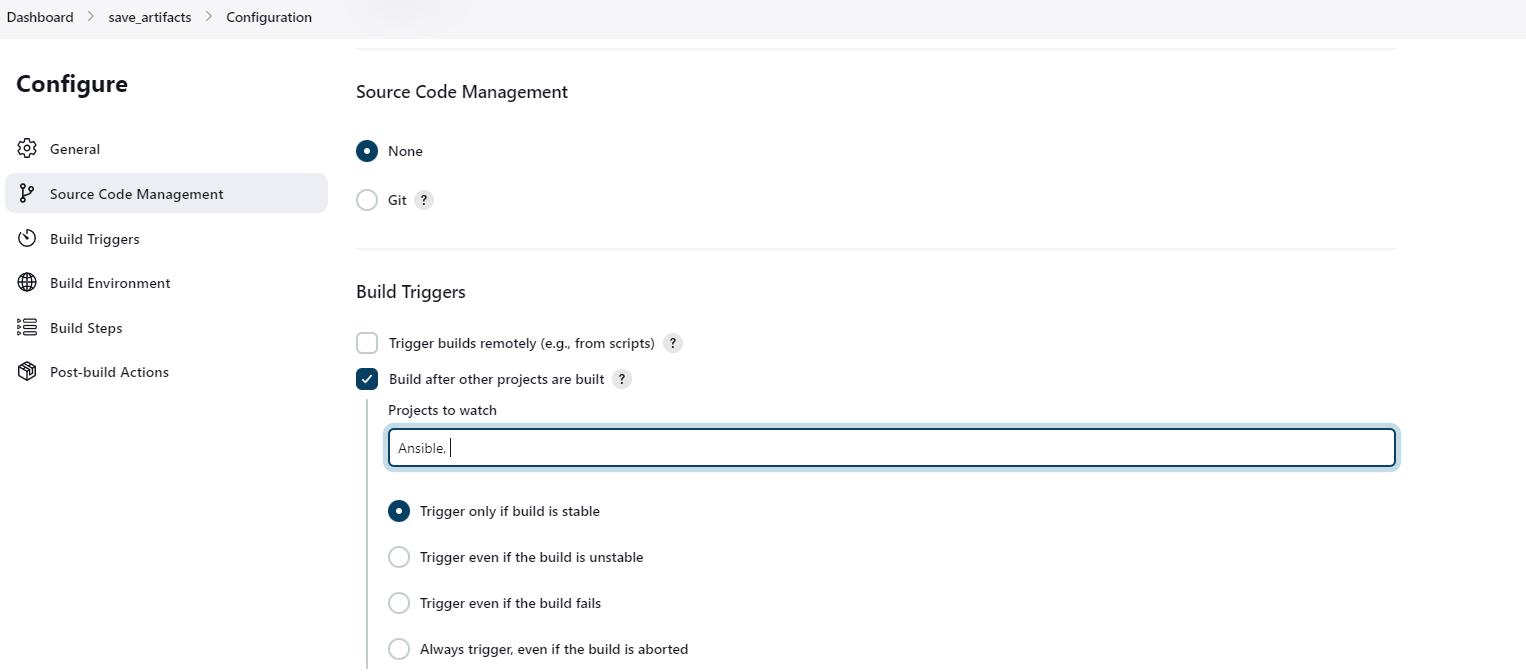 Dashboard > save_artifacts > Configuration
Configure
General
Source Code Management
Build Triggers
Build Environment
Build Steps
Post-build Actions
Source Code Management
None
Git ?
Build Triggers
Trigger builds remotely (e.g., from scripts) ?
Build after other projects are built ?
Projects to watch
Ansible,
Trigger only if build is stable
Trigger even if the build is unstable
Trigger even if the build fails
Always trigger, even if the build is aborted